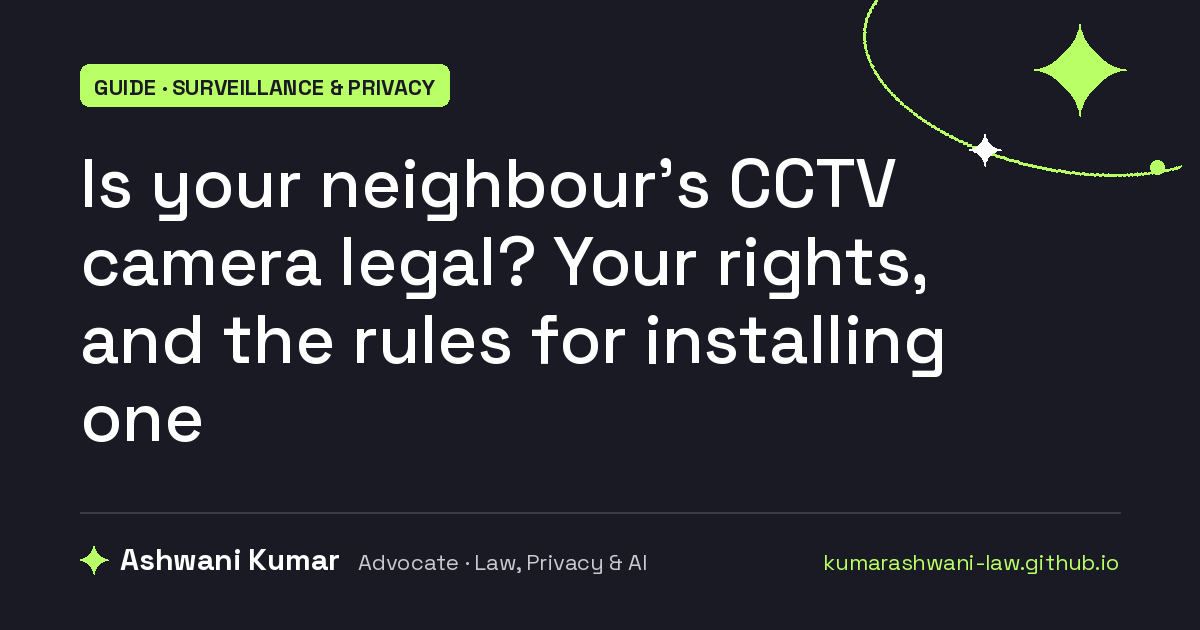 GUIDE · SURVEILLANCE & PRIVACY
Is your neighbour’s CCTV
camera legal? Your rights,
and the rules for installing
one
Ashwani Kumar Advocate · Law, Privacy & AI kumarashwani-law.github.io